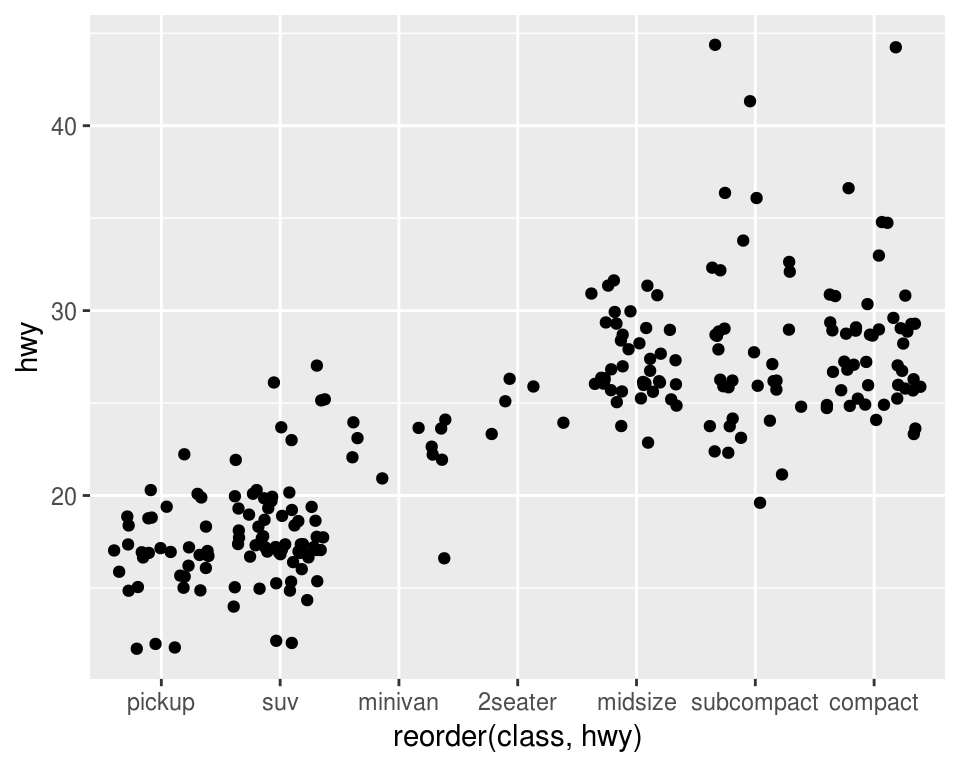 40
30
20
hwy
pickup suv minivan 2seater midsize subcompact compact
reorder(class, hwy)